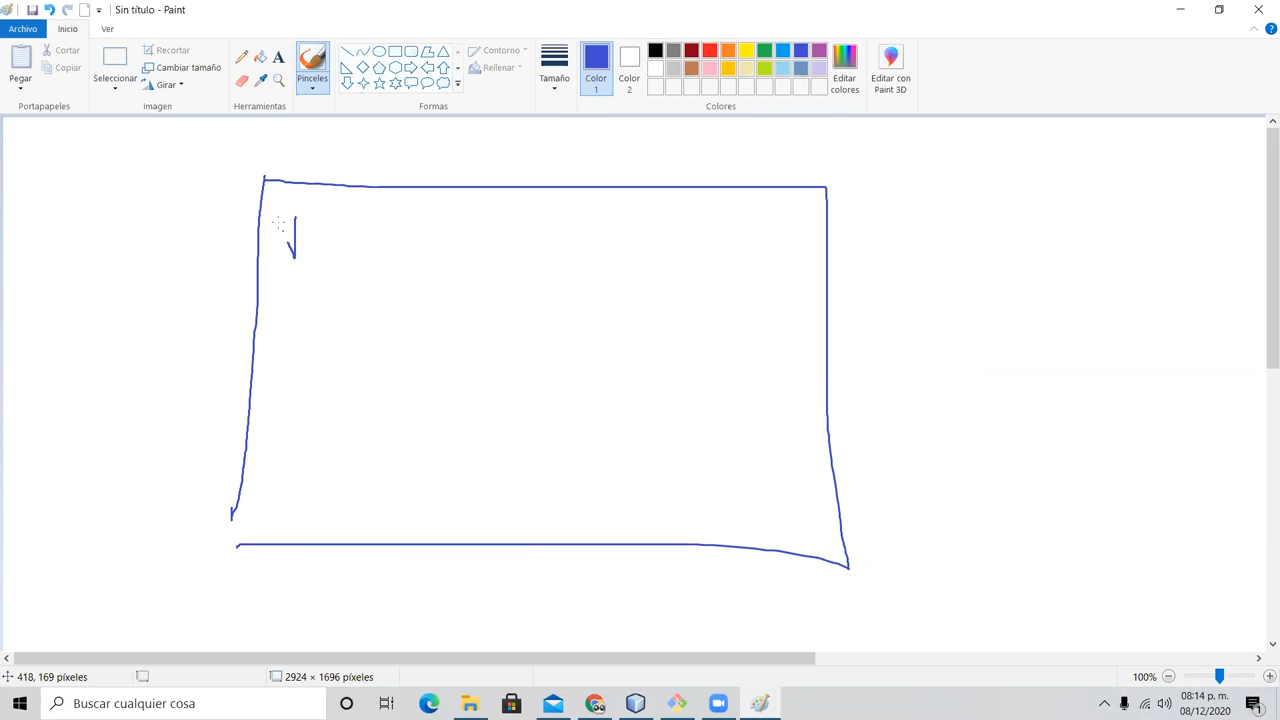 Sin título - Paint
Archivo Inicio Ver
Pegar
Cortar
Copiar
Portapapeles
Seleccionar
Recortar
Cambiar tamaño
Girar
Imagen
Herramientas
Pinceles
Contorno
Rellenar
Formas
Tamaño
Color
1
Color
2
Editar
colores
Colores
Editar con
Paint 3D
418, 169 píxeles
2924 × 1696 píxeles
100%
Buscar cualquier cosa
08:14 p. m.
08/12/2020